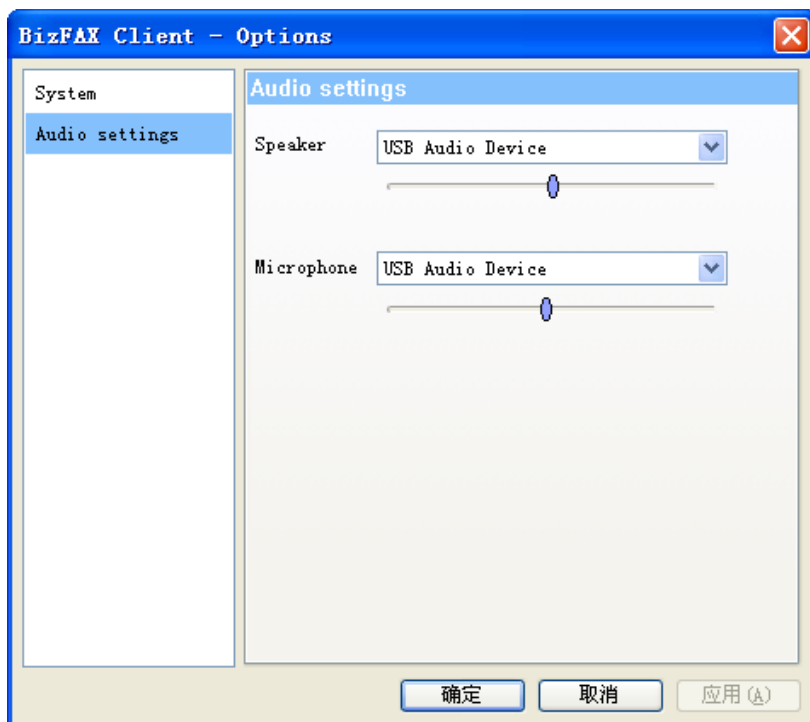 BizFAX Client - Options
System
Audio settings
Audio settings
Speaker
USB Audio Device
Microphone
USB Audio Device
确定
取消
应用(A)